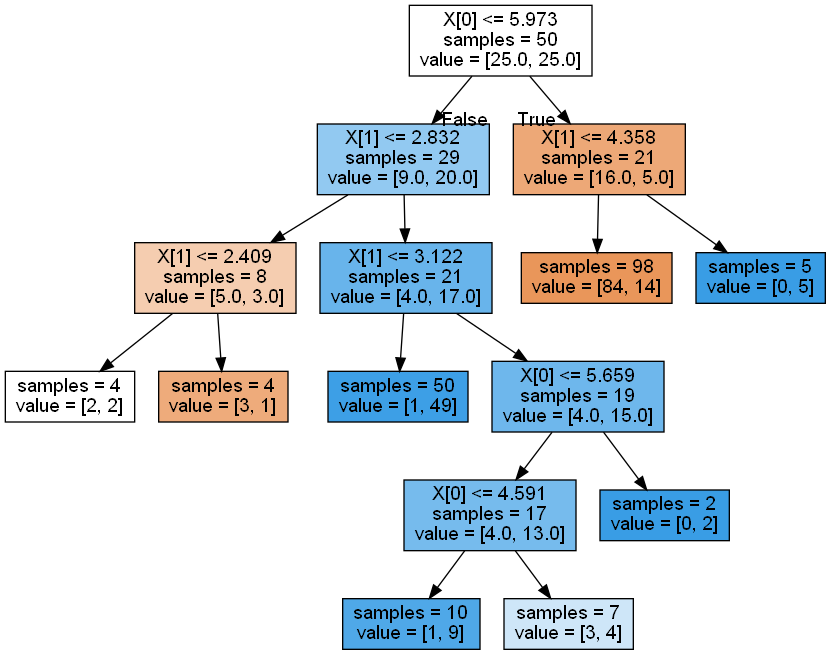 X[0] <= 5.973
samples = 50
value = [25.0, 25.0]
False
True
X[1] <= 2.832
samples = 29
value = [9.0, 20.0]
X[1] <= 4.358
samples = 21
value = [16.0, 5.0]
X[1] <= 2.409
samples = 8
value = [5.0, 3.0]
X[1] <= 3.122
samples = 21
value = [4.0, 17.0]
samples = 98
value = [84, 14]
samples = 5
value = [0, 5]
samples = 4
value = [2, 2]
samples = 4
value = [3, 1]
samples = 50
value = [1, 49]
X[0] <= 5.659
samples = 19
value = [4.0, 15.0]
X[0] <= 4.591
samples = 17
value = [4.0, 13.0]
samples = 2
value = [0, 2]
samples = 10
value = [1, 9]
samples = 7
value = [3, 4]